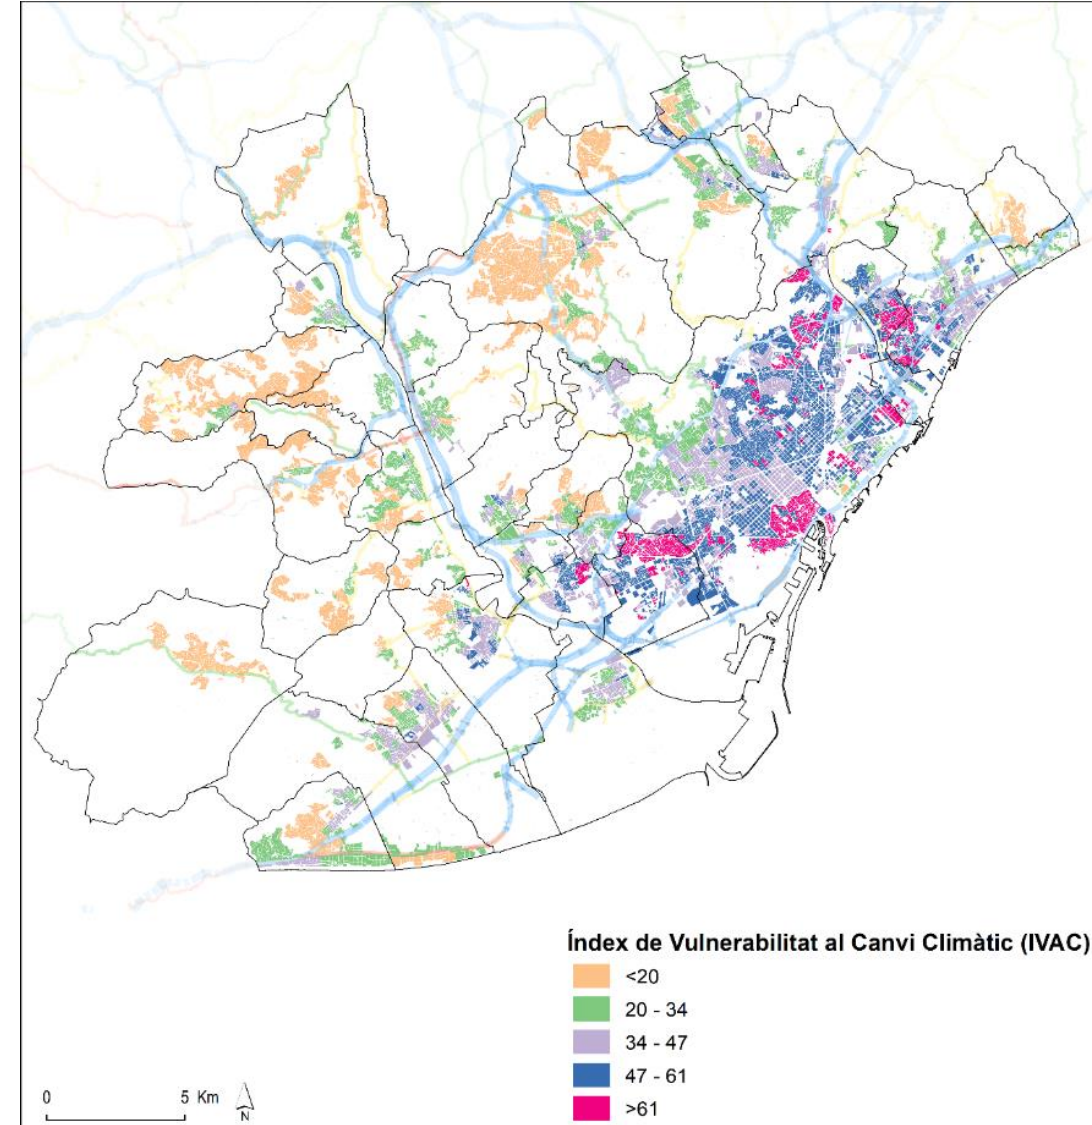 Índex de Vulnerabilitat al Canvi Climàtic (IVAC)
<20
20 - 34
34 - 47
47 - 61
>61
0 5 Km
N